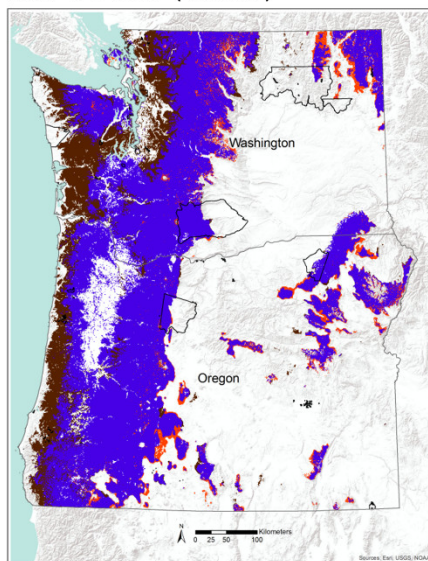 Washington
Oregon
N
Kilometers
0 25 50 100
Sources: Esri, USGS, NOAA